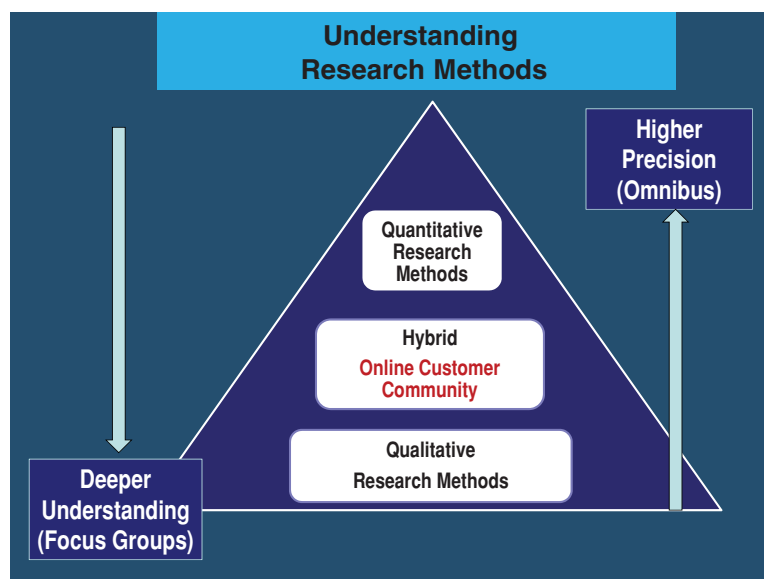 Understanding
Research Methods
Higher
Precision
(Omnibus)
Quantitative
Research
Methods
Hybrid
Online Customer
Community
Qualitative
Research Methods
Deeper
Understanding
(Focus Groups)